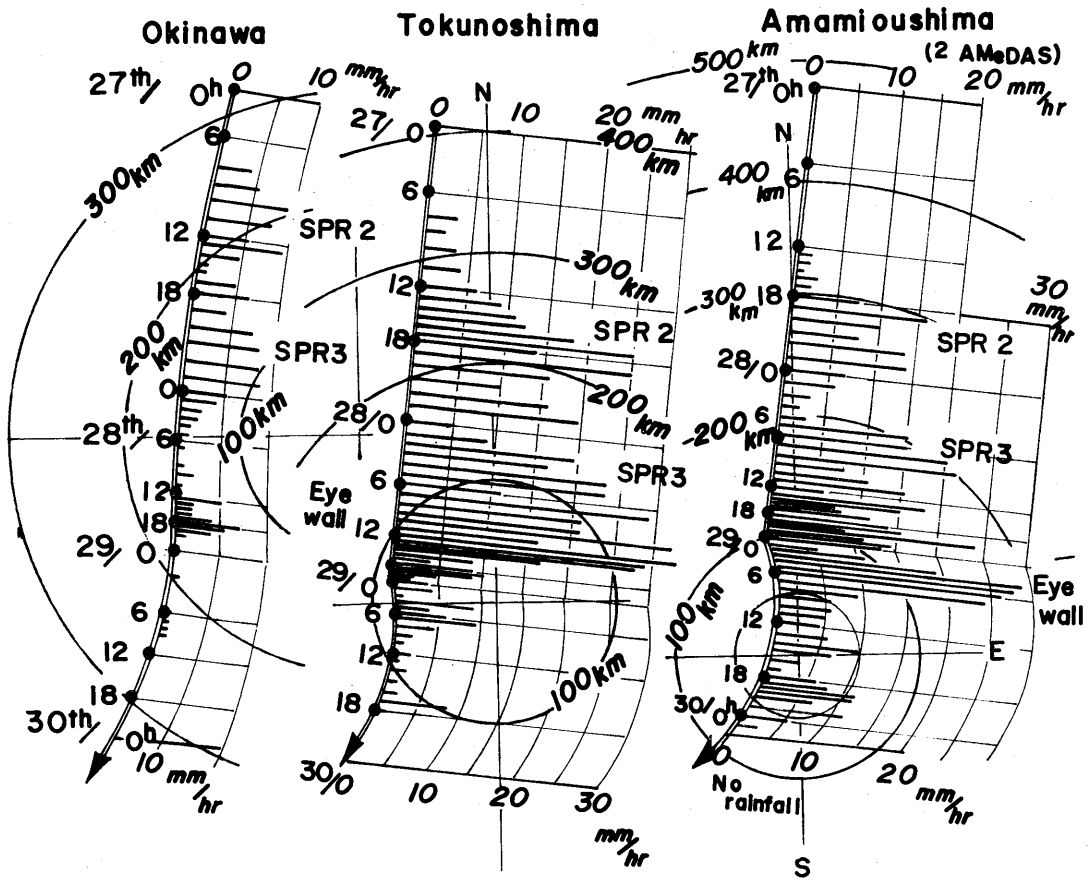 Okinawa
27th/
0h
0
10 mm/hr
6
300km
12
SPR 2
18
200 km
SPR3
0
28th/
100km
6
12
18
29/
0
6
12
18
30th/
0h
10 mm/hr
Tokunoshima
27/
0
0
N
10
20 mm hr
400 km
6
300km
12
SPR 2
18
200 km
28/
0
SPR3
6
Eye wall
12
29/
0
6
12
100km
18
30/0
10
20
30
mm/hr
Amamioushima
(2 AMeDAS)
500 km
27th/
0h
0
10
20 mm/hr
N
400 km
6
12
300 km
18
30 mm/hr
SPR 2
28/0
200 km
6
SPR3
12
18
29/
0
6
Eye wall
100 km
12
E
18
30/0h
0
10
20 mm/hr
No rainfall
S